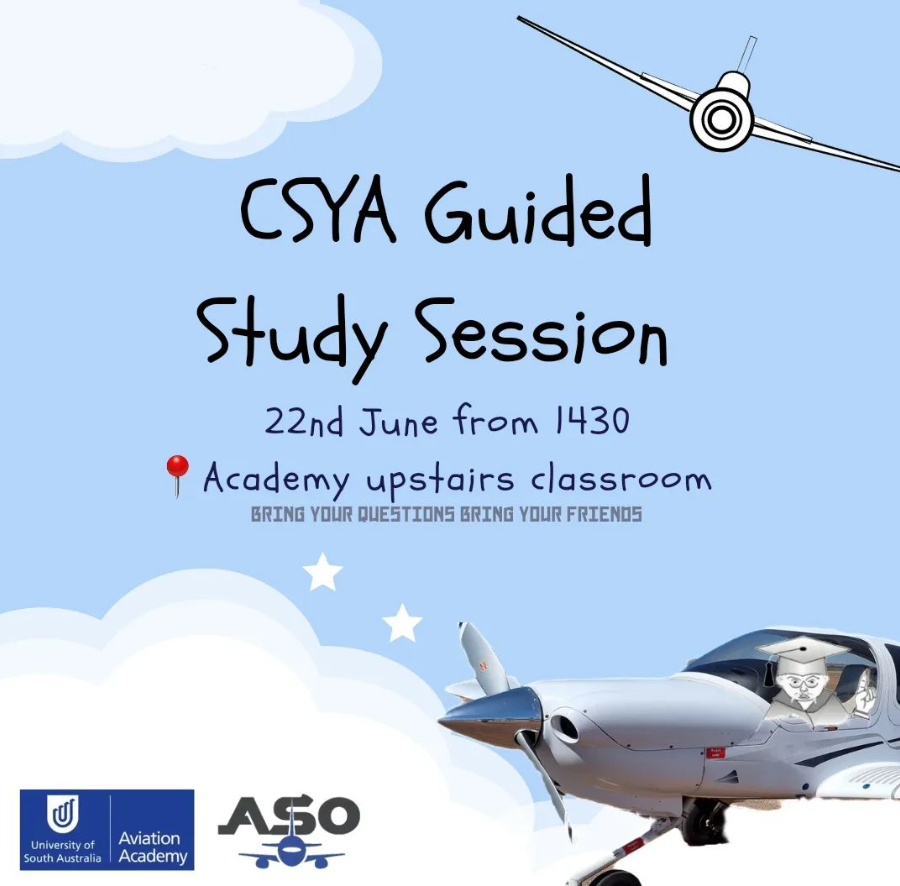 CSYA Guided
Study Session
22nd June from 1430
Academy upstairs classroom
BRING YOUR QUESTIONS BRING YOUR FRIENDS
University of
South Australia
Aviation
Academy
ASO